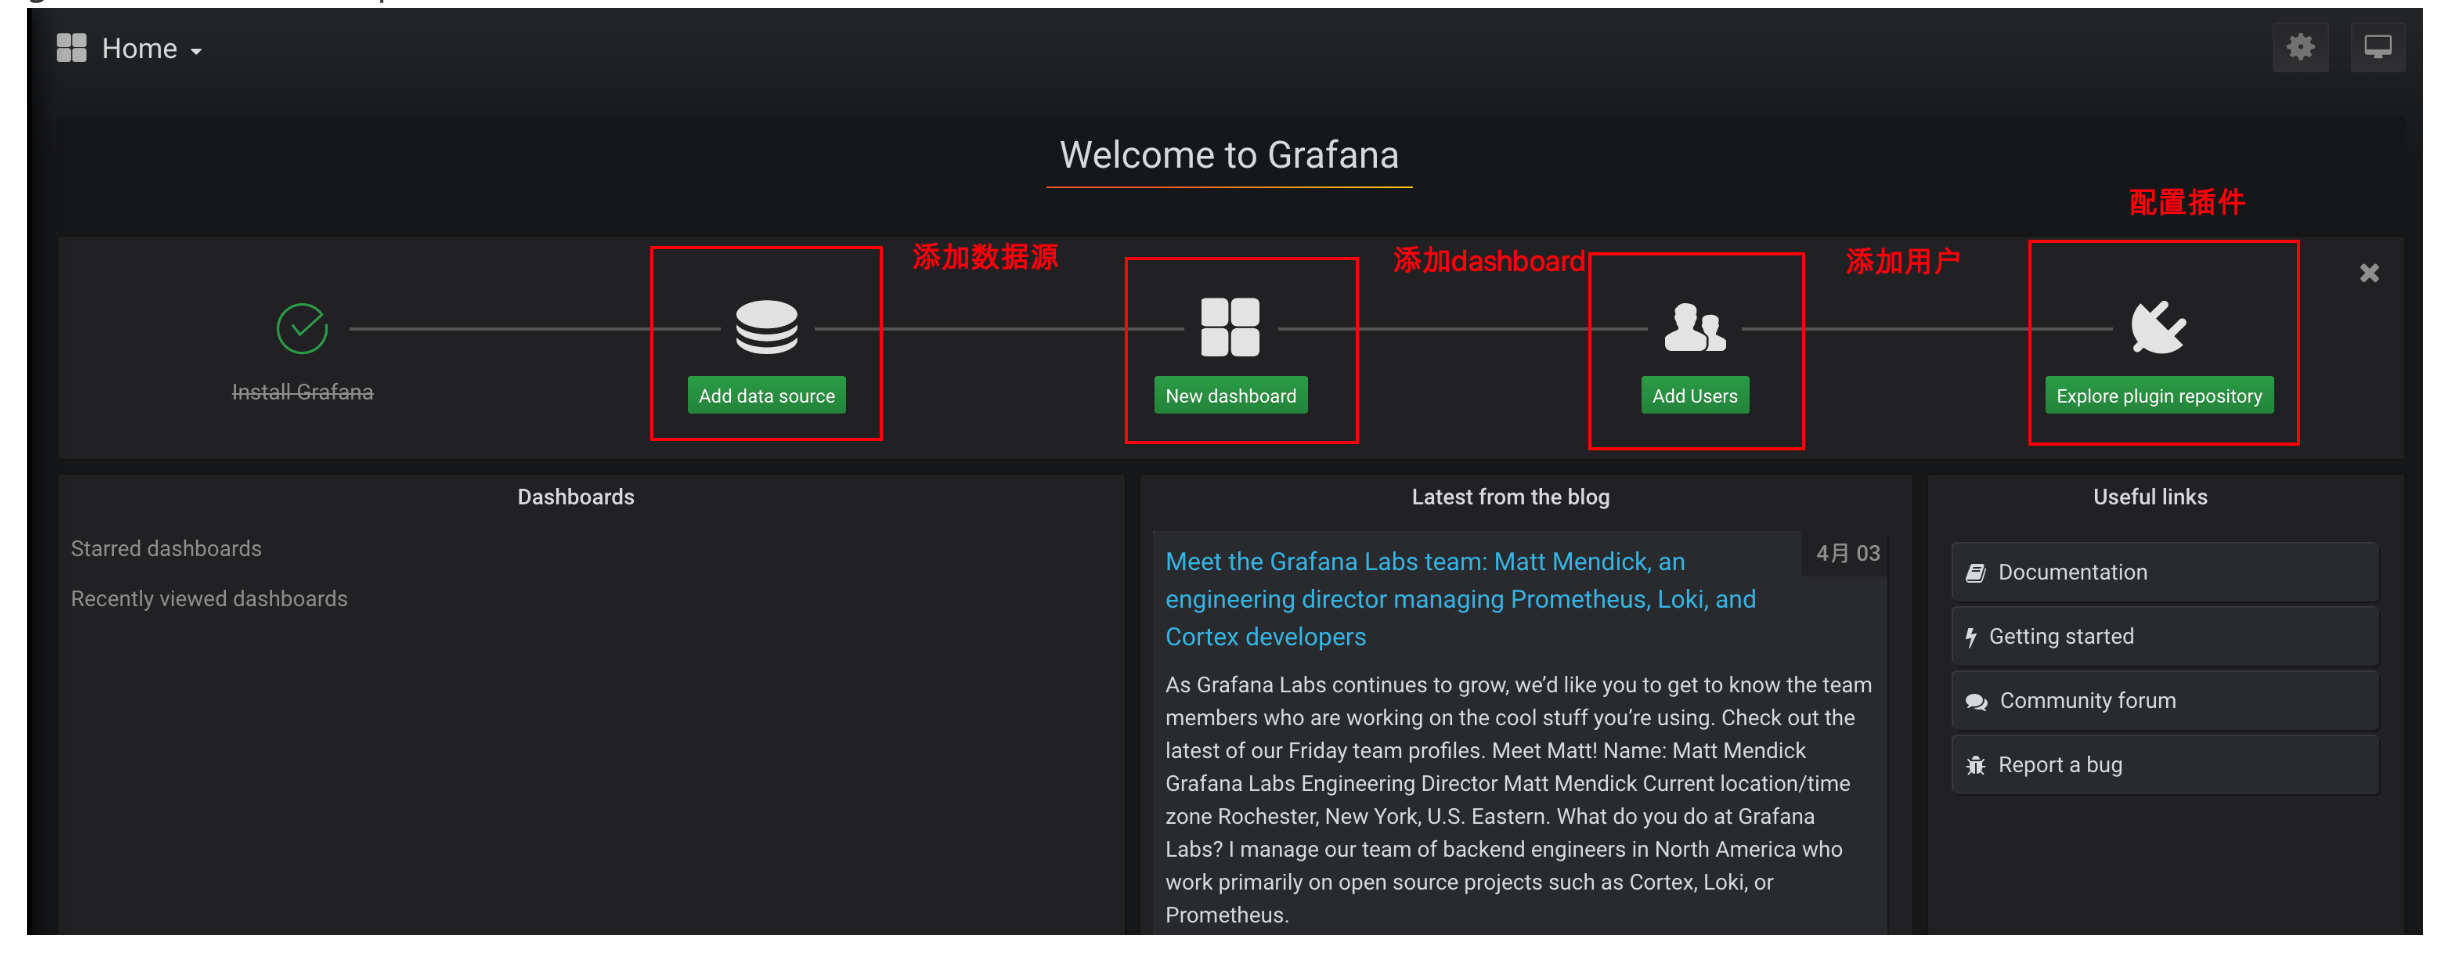 Home
Welcome to Grafana
配置插件
添加数据源
添加dashboard
添加用户
Install Grafana
Add data source
New dashboard
Add Users
Explore plugin repository
Dashboards
Starred dashboards
Recently viewed dashboards
Latest from the blog
4月 03
Meet the Grafana Labs team: Matt Mendick, an
engineering director managing Prometheus, Loki, and
Cortex developers
As Grafana Labs continues to grow, we’d like you to get to know the team
members who are working on the cool stuff you’re using. Check out the
latest of our Friday team profiles. Meet Matt! Name: Matt Mendick
Grafana Labs Engineering Director Matt Mendick Current location/time
zone Rochester, New York, U.S. Eastern. What do you do at Grafana
Labs? I manage our team of backend engineers in North America who
work primarily on open source projects such as Cortex, Loki, or
Prometheus.
Useful links
Documentation
Getting started
Community forum
Report a bug